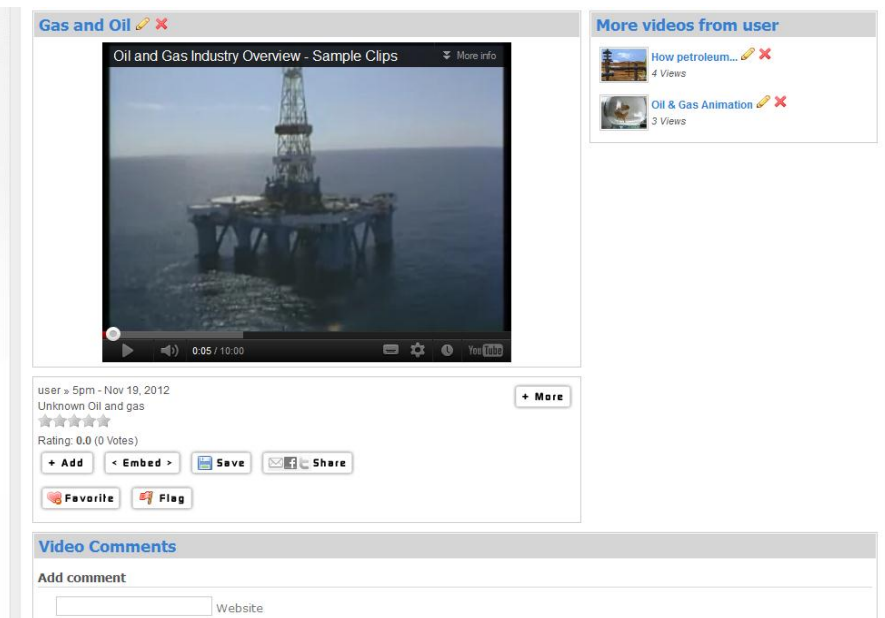 Gas and Oil
Oil and Gas Industry Overview - Sample Clips
More info
0:05 / 10:00
YouTube
user » 5pm - Nov 19, 2012
Unknown Oil and gas
Rating: 0.0 (0 Votes)
+ More
+ Add
< Embed >
Save
Share
Favorite
Flag
More videos from user
How petroleum...
4 Views
Oil & Gas Animation
3 Views
Video Comments
Add comment
Website